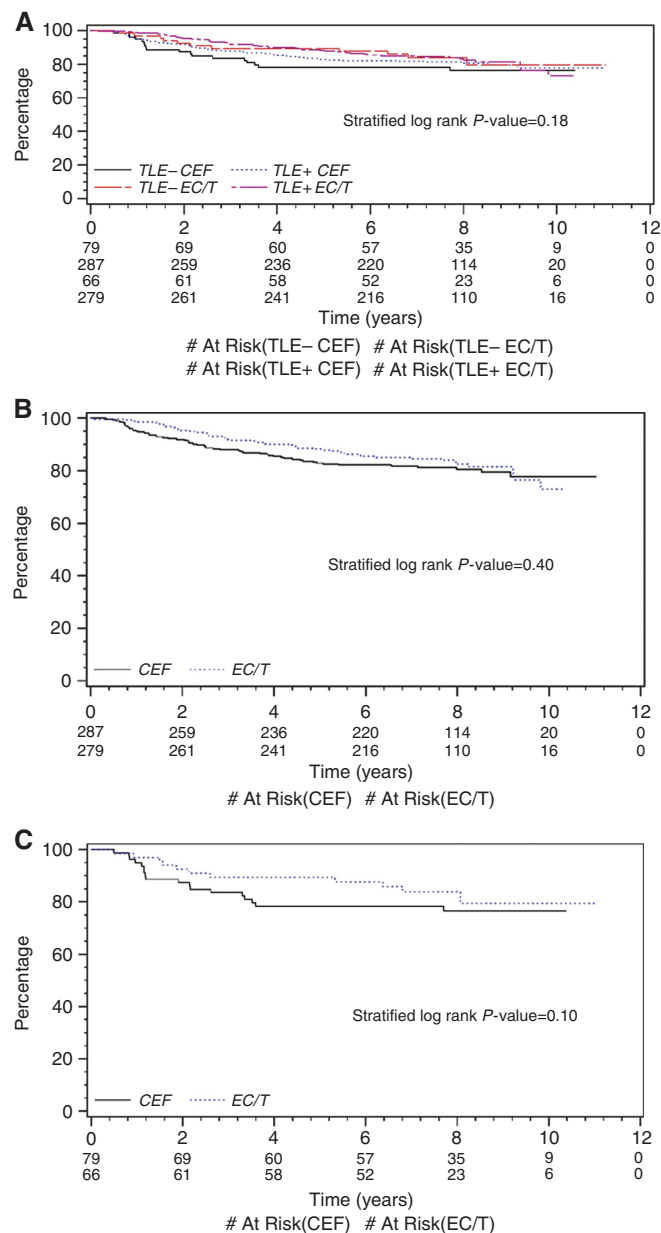 A
100
80
60
40
20
0
Percentage
Stratified log rank P-value=0.18
TLE– CEF TLE+ CEF
TLE– EC/T TLE+ EC/T
0 2 4 6 8 10 12
79 69 60 57 35 9 0
287 259 236 220 114 20 0
66 61 58 52 23 6 0
279 261 241 216 110 16 0
Time (years)
# At Risk(TLE– CEF) # At Risk(TLE– EC/T)
# At Risk(TLE+ CEF) # At Risk(TLE+ EC/T)
B
100
80
60
40
20
0
Percentage
Stratified log rank P-value=0.40
CEF EC/T
0 2 4 6 8 10 12
287 259 236 220 114 20 0
279 261 241 216 110 16 0
Time (years)
# At Risk(CEF) # At Risk(EC/T)
C
100
80
60
40
20
0
Percentage
Stratified log rank P-value=0.10
CEF EC/T
0 2 4 6 8 10 12
79 69 60 57 35 9 0
66 61 58 52 23 6 0
Time (years)
# At Risk(CEF) # At Risk(EC/T)